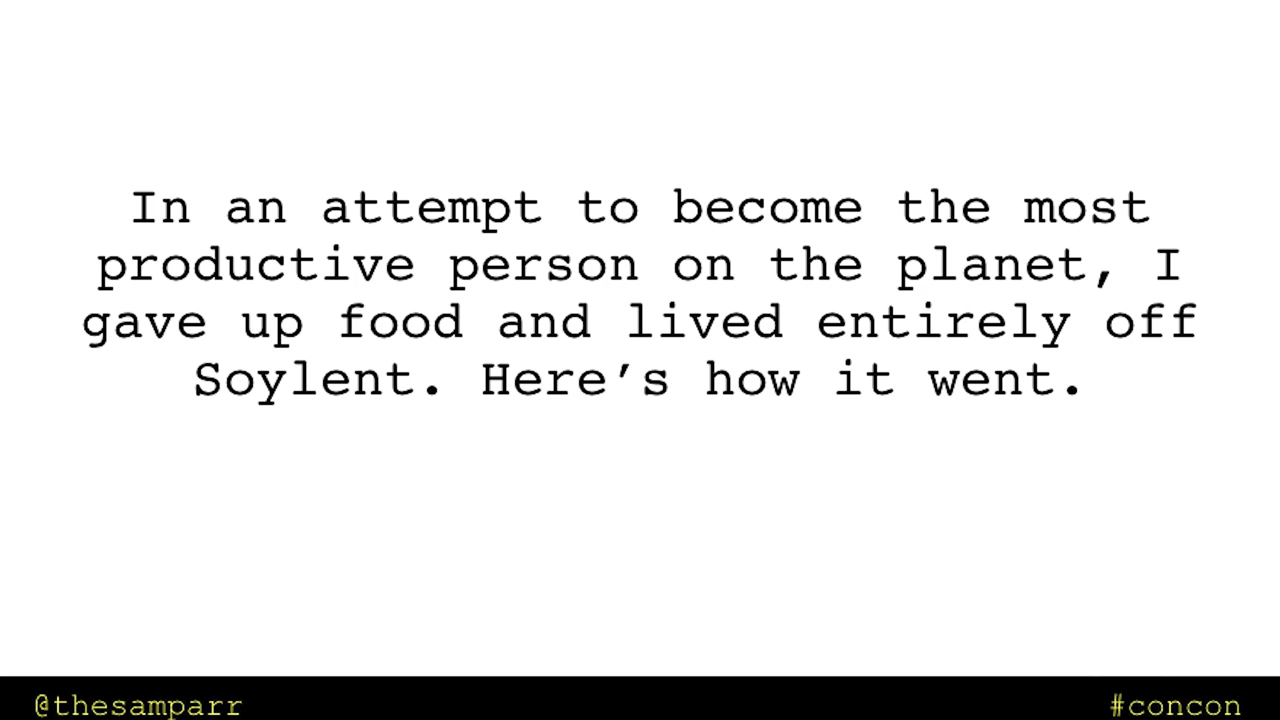 In an attempt to become the most
productive person on the planet, I
gave up food and lived entirely off
Soylent. Here’s how it went.
@thesamparr
#concon